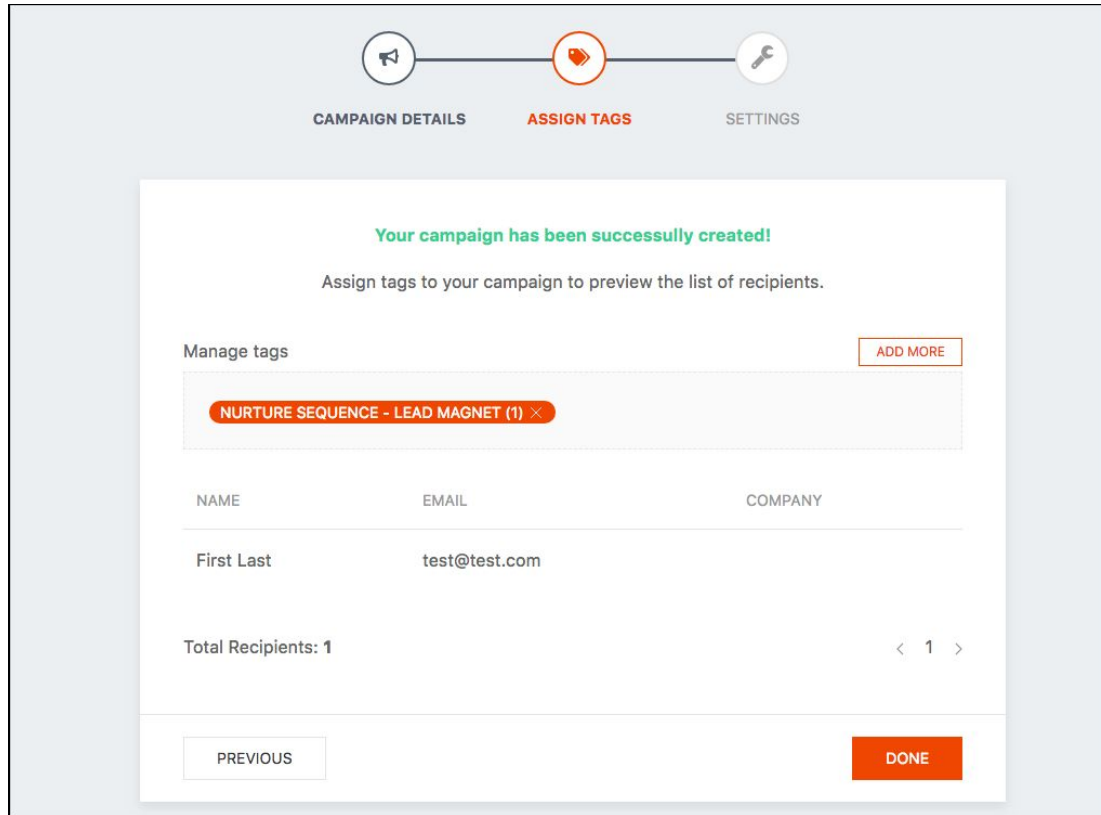 CAMPAIGN DETAILS ASSIGN TAGS SETTINGS
Your campaign has been successully created!
Assign tags to your campaign to preview the list of recipients.
Manage tags ADD MORE
NURTURE SEQUENCE - LEAD MAGNET (1) ×
NAME EMAIL COMPANY
First Last test@test.com
Total Recipients: 1 < 1 >
PREVIOUS DONE